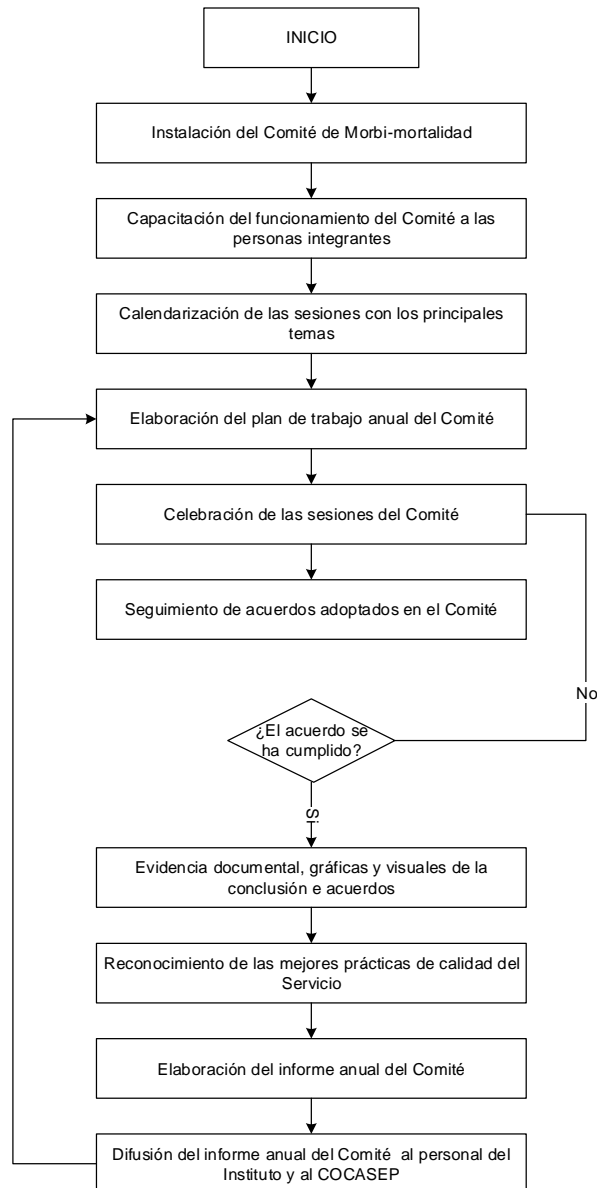 INICIO
Instalación del Comité de Morbi-mortalidad
Capacitación del funcionamiento del Comité a las
personas integrantes
Calendarización de las sesiones con los principales
temas
Elaboración del plan de trabajo anual del Comité
Celebración de las sesiones del Comité
Seguimiento de acuerdos adoptados en el Comité
No
¿El acuerdo se
ha cumplido?
Si
Evidencia documental, gráficas y visuales de la
conclusión e acuerdos
Reconocimiento de las mejores prácticas de calidad del
Servicio
Elaboración del informe anual del Comité
Difusión del informe anual del Comité al personal del
Instituto y al COCASEP